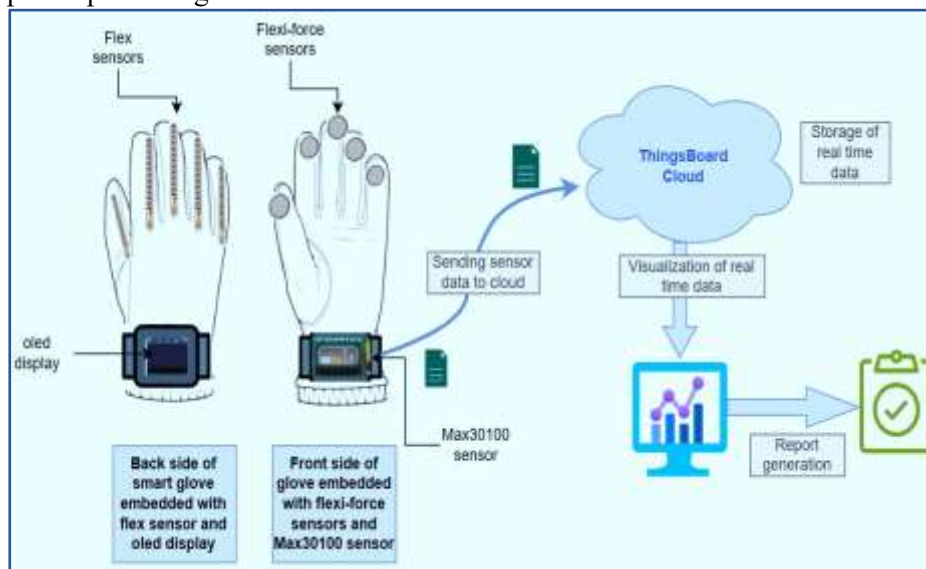 Flex
sensors
Flexi-force
sensors
ThingsBoard
Cloud
Storage of
real time
data
Sending sensor
data to cloud
Visualization of real
time data
oled
display
Max30100
sensor
Report
generation
Back side of
smart glove
embedded with
flex sensor and
oled display
Front side of
glove embedded
with flexi-force
sensors and
Max30100 sensor